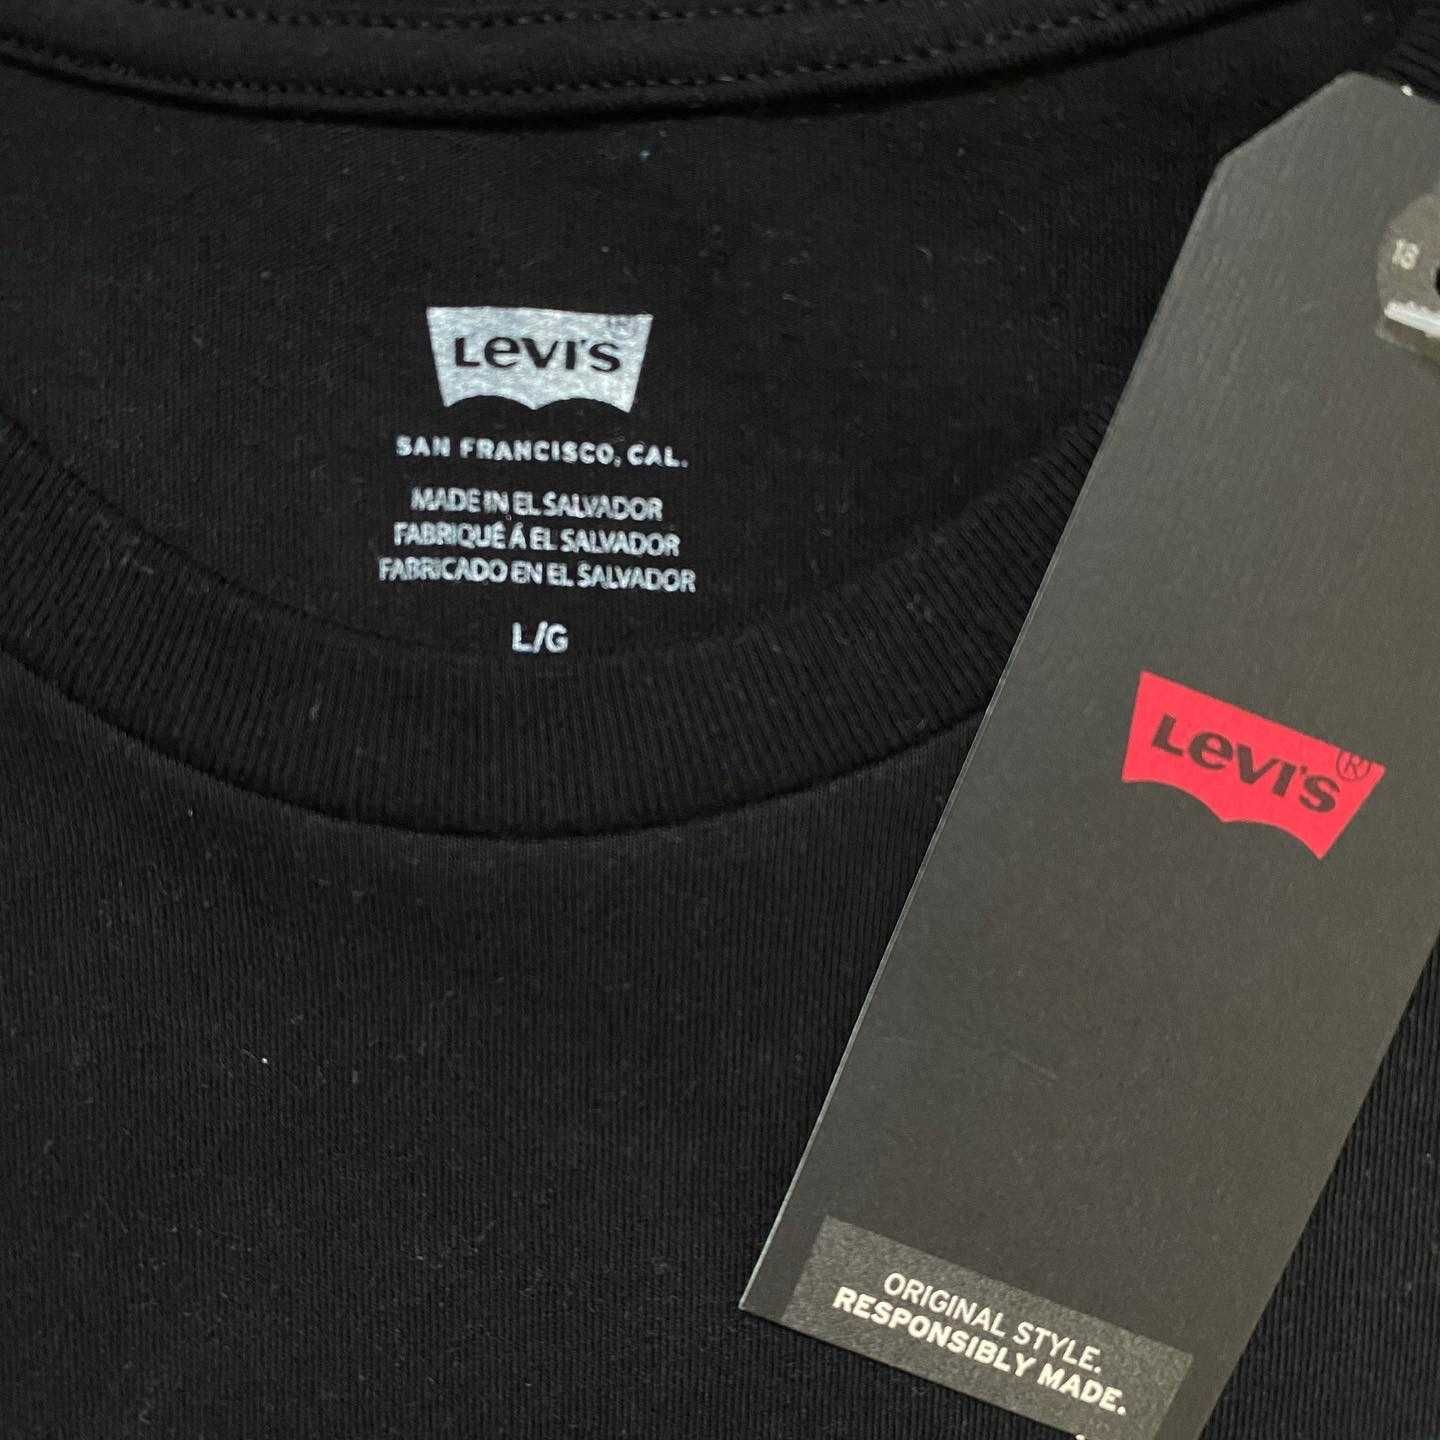 Levi's
SAN FRANCISCO, CAL.
MADE IN EL SALVADOR
FABRIQUÉ Á EL SALVADOR
FABRICADO EN EL SALVADOR
L/G
18
Levi's®
ORIGINAL STYLE.
RESPONSIBLY MADE.